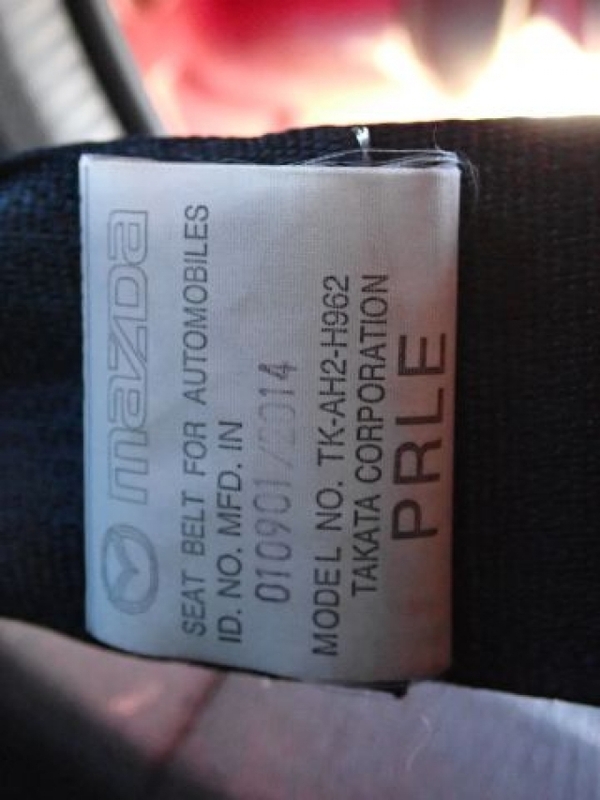 mazda
SEAT BELT FOR AUTOMOBILES
ID. NO. MFD. IN
010901/2014
MODEL NO. TK-AH2-H962
TAKATA CORPORATION
PRLE